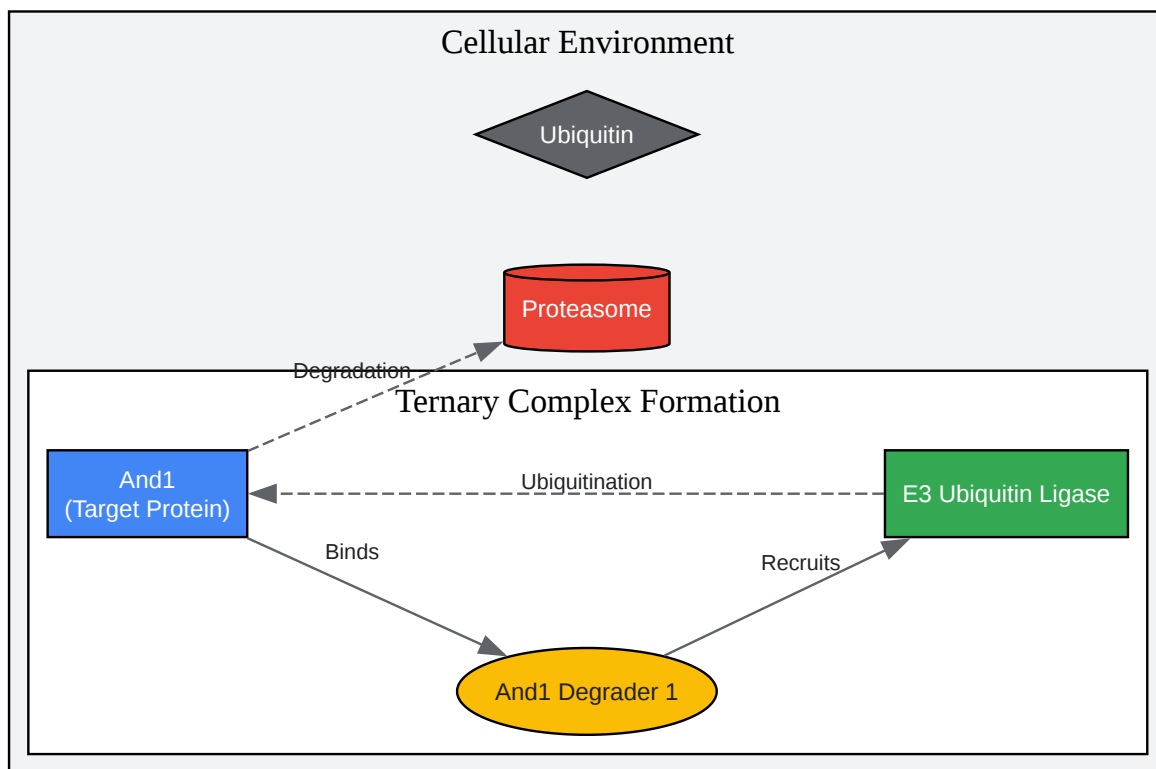 Cellular Environment
Ubiquitin
Proteasome
Degradation
Ternary Complex Formation
And1
(Target Protein)
Ubiquitination
E3 Ubiquitin Ligase
Binds
Recruits
And1 Degrader 1